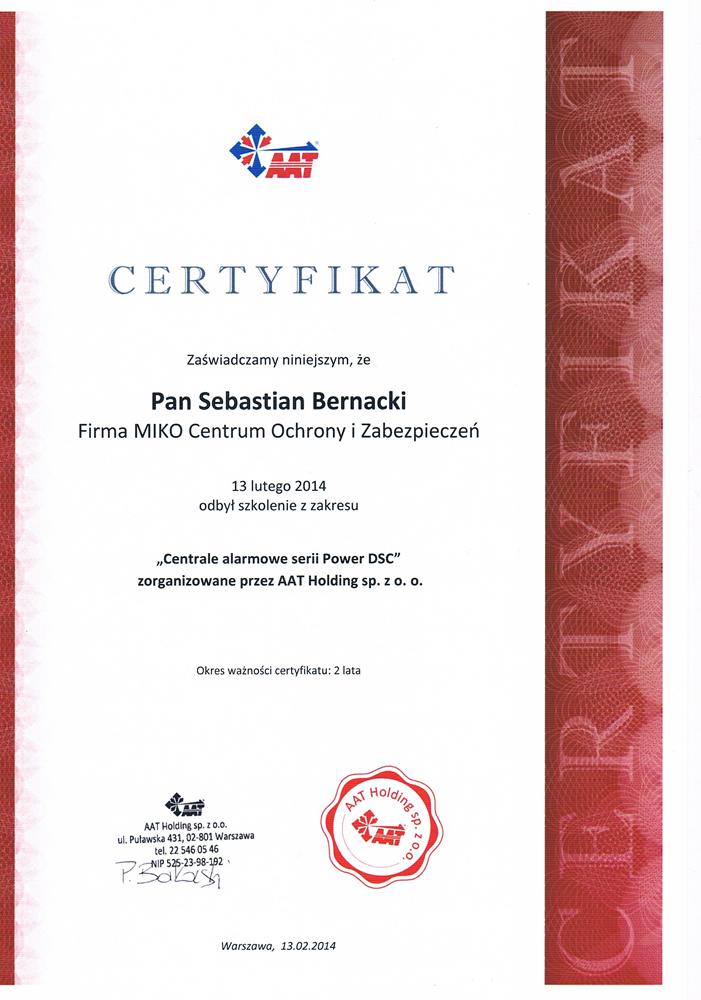 AAT
CERTYFIKAT
Zaświadczamy niniejszym, że
Pan Sebastian Bernacki
Firma MIKO Centrum Ochrony i Zabezpieczeń
13 lutego 2014
odbył szkolenie z zakresu
„Centrale alarmowe serii Power DSC”
zorganizowane przez AAT Holding sp. z o. o.
Okres ważności certyfikatu: 2 lata
AAT
AAT Holding sp. z o.o.
ul. Puławska 431, 02-801 Warszawa
tel. 22 546 05 46
NIP 525-23-98-192
AAT Holding sp. z o.o.
AAT
Warszawa, 13.02.2014
CERTYFIKAT